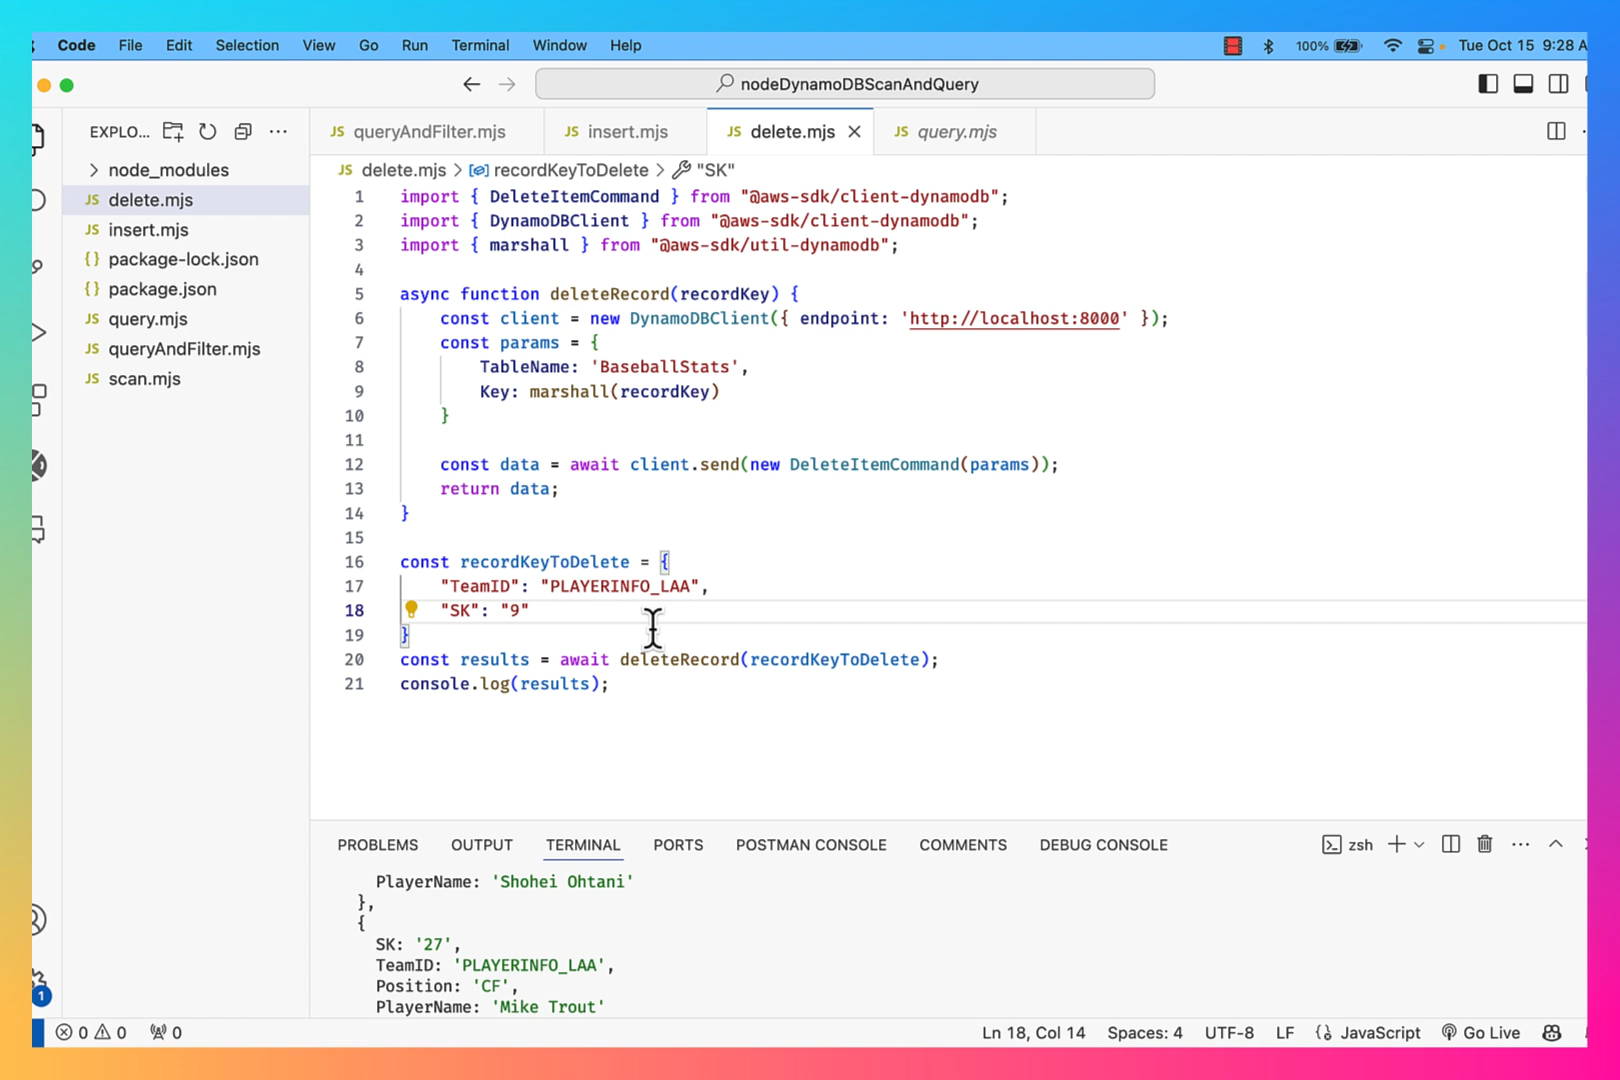 Code File Edit Selection View Go Run Terminal Window Help 100% Tue Oct 15 9:28 A
nodeDynamoDBScanAndQuery
EXPLO... JS queryAndFilter.mjs JS insert.mjs JS delete.mjs JS query.mjs
node_modules
JS delete.mjs
JS insert.mjs
{} package-lock.json
{} package.json
JS query.mjs
JS queryAndFilter.mjs
JS scan.mjs
JS delete.mjs > recordKeyToDelete > "SK"
1 import { DeleteItemCommand } from "@aws-sdk/client-dynamodb";
2 import { DynamoDBClient } from "@aws-sdk/client-dynamodb";
3 import { marshall } from "@aws-sdk/util-dynamodb";
4
5 async function deleteRecord(recordKey) {
6 const client = new DynamoDBClient({ endpoint: 'http://localhost:8000' });
7 const params = {
8 TableName: 'BaseballStats',
9 Key: marshall(recordKey)
10 }
11
12 const data = await client.send(new DeleteItemCommand(params));
13 return data;
14 }
15
16 const recordKeyToDelete = {
17 "TeamID": "PLAYERINFO_LAA",
18 "SK": "9"
19 }
20 const results = await deleteRecord(recordKeyToDelete);
21 console.log(results);
PROBLEMS OUTPUT TERMINAL PORTS POSTMAN CONSOLE COMMENTS DEBUG CONSOLE zsh
PlayerName: 'Shohei Ohtani'
},
{
SK: '27',
TeamID: 'PLAYERINFO_LAA',
Position: 'CF',
PlayerName: 'Mike Trout'
1
0 0 0 Ln 18, Col 14 Spaces: 4 UTF-8 LF {} JavaScript Go Live